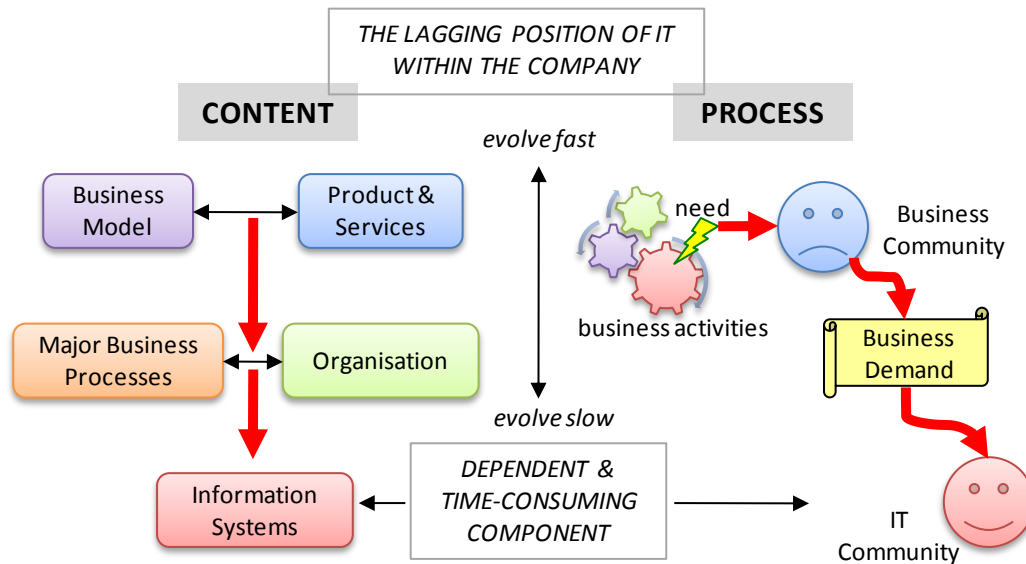 THE LAGGING POSITION OF IT
WITHIN THE COMPANY
CONTENT
PROCESS
evolve fast
Business
Model
Product &
Services
need
Business
Community
business activities
Major Business
Processes
Organisation
Business
Demand
evolve slow
Information
Systems
DEPENDENT &
TIME-CONSUMING
COMPONENT
IT
Community